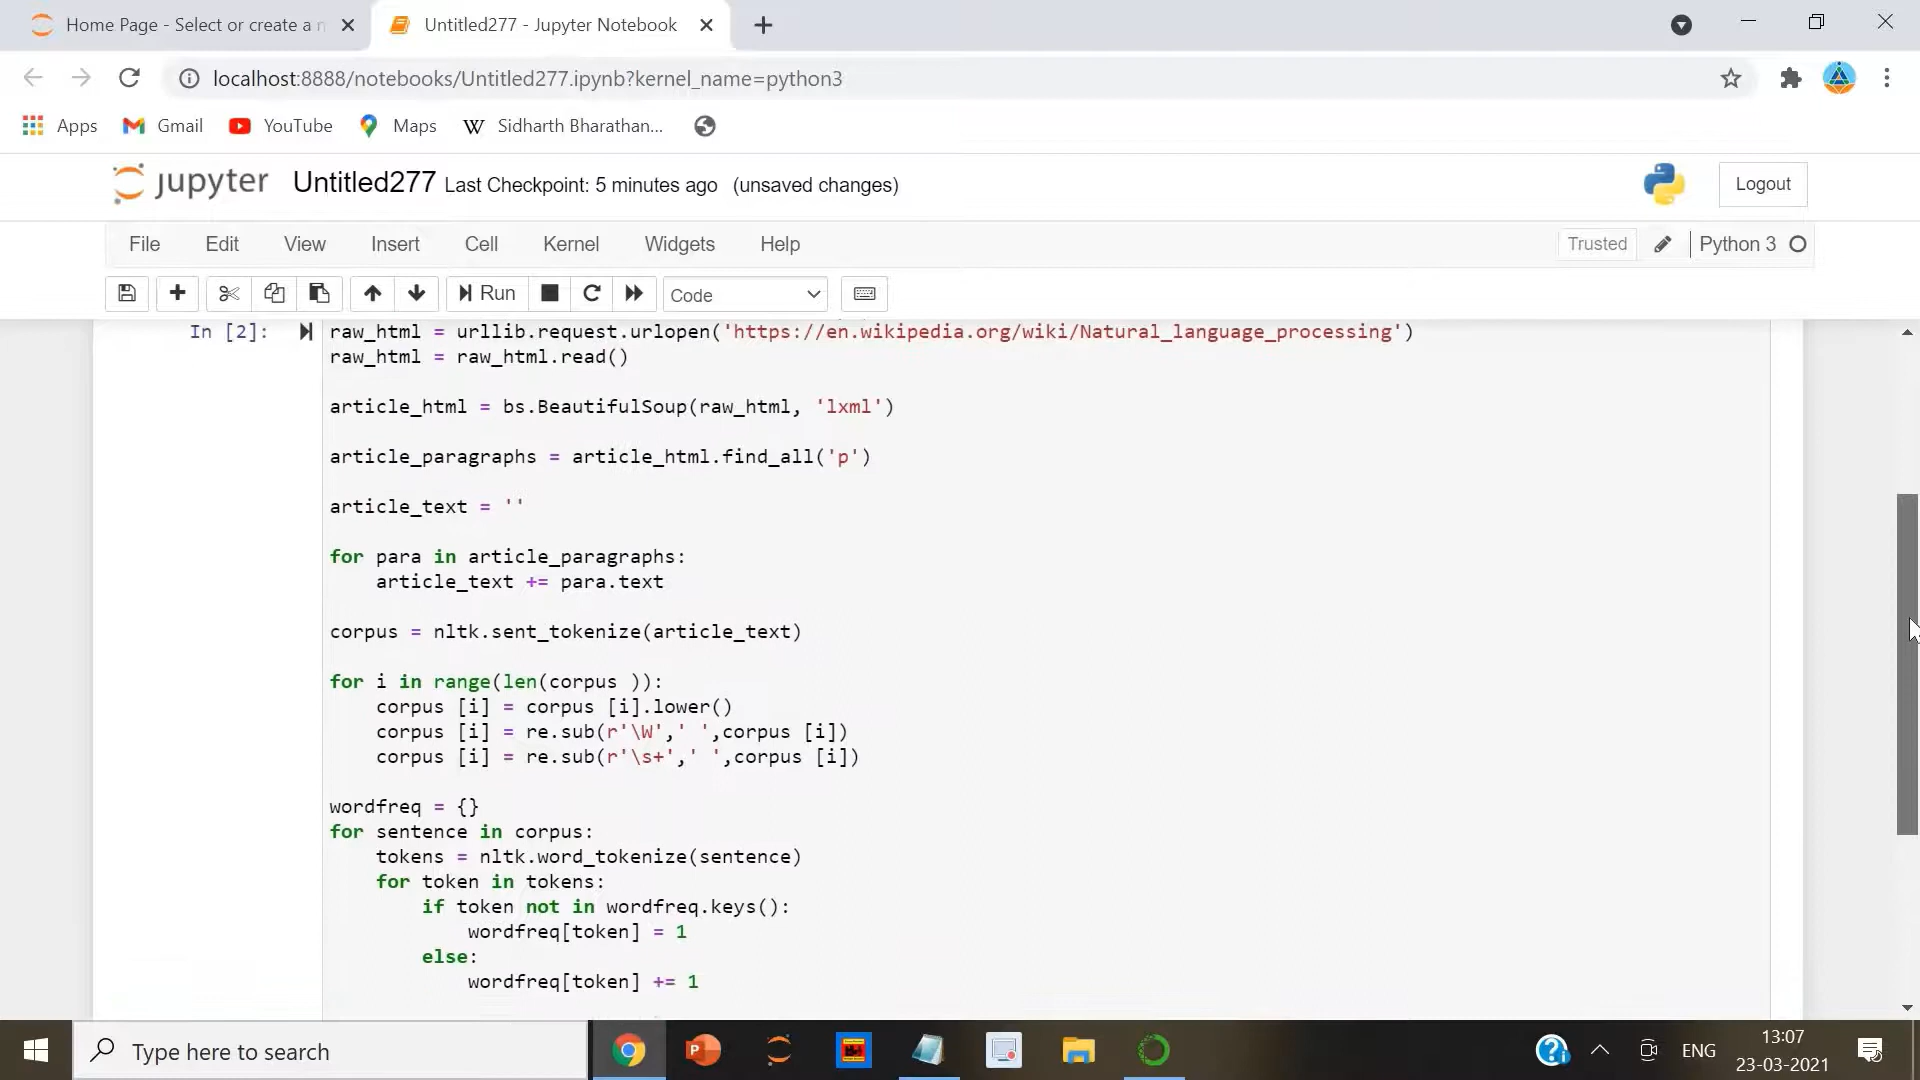 Home Page - Select or create a n
Untitled277 - Jupyter Notebook
localhost:8888/notebooks/Untitled277.ipynb?kernel_name=python3
Apps Gmail YouTube Maps W Sidharth Bharathan...
jupyter Untitled277 Last Checkpoint: 5 minutes ago (unsaved changes) Logout
File Edit View Insert Cell Kernel Widgets Help Trusted Python 3
Run Code
In [2]: raw_html = urllib.request.urlopen('https://en.wikipedia.org/wiki/Natural_language_processing')
raw_html = raw_html.read()
article_html = bs.BeautifulSoup(raw_html, 'lxml')
article_paragraphs = article_html.find_all('p')
article_text = ''
for para in article_paragraphs:
    article_text += para.text
corpus = nltk.sent_tokenize(article_text)
for i in range(len(corpus )):
    corpus [i] = corpus [i].lower()
    corpus [i] = re.sub(r'\W',' ',corpus [i])
    corpus [i] = re.sub(r'\s+',' ',corpus [i])
wordfreq = {}
for sentence in corpus:
    tokens = nltk.word_tokenize(sentence)
    for token in tokens:
        if token not in wordfreq.keys():
            wordfreq[token] = 1
        else:
            wordfreq[token] += 1
Type here to search
ENG
13:07
23-03-2021